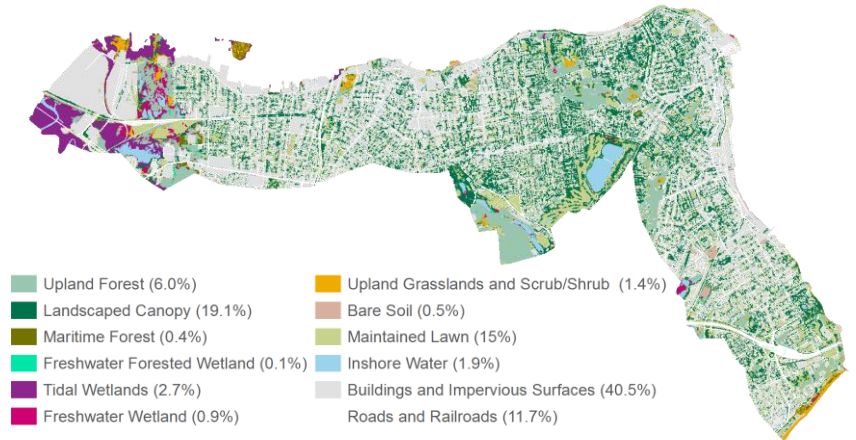 Upland Forest (6.0%)
Landscaped Canopy (19.1%)
Maritime Forest (0.4%)
Freshwater Forested Wetland (0.1%)
Tidal Wetlands (2.7%)
Freshwater Wetland (0.9%)
Upland Grasslands and Scrub/Shrub (1.4%)
Bare Soil (0.5%)
Maintained Lawn (15%)
Inshore Water (1.9%)
Buildings and Impervious Surfaces (40.5%)
Roads and Railroads (11.7%)